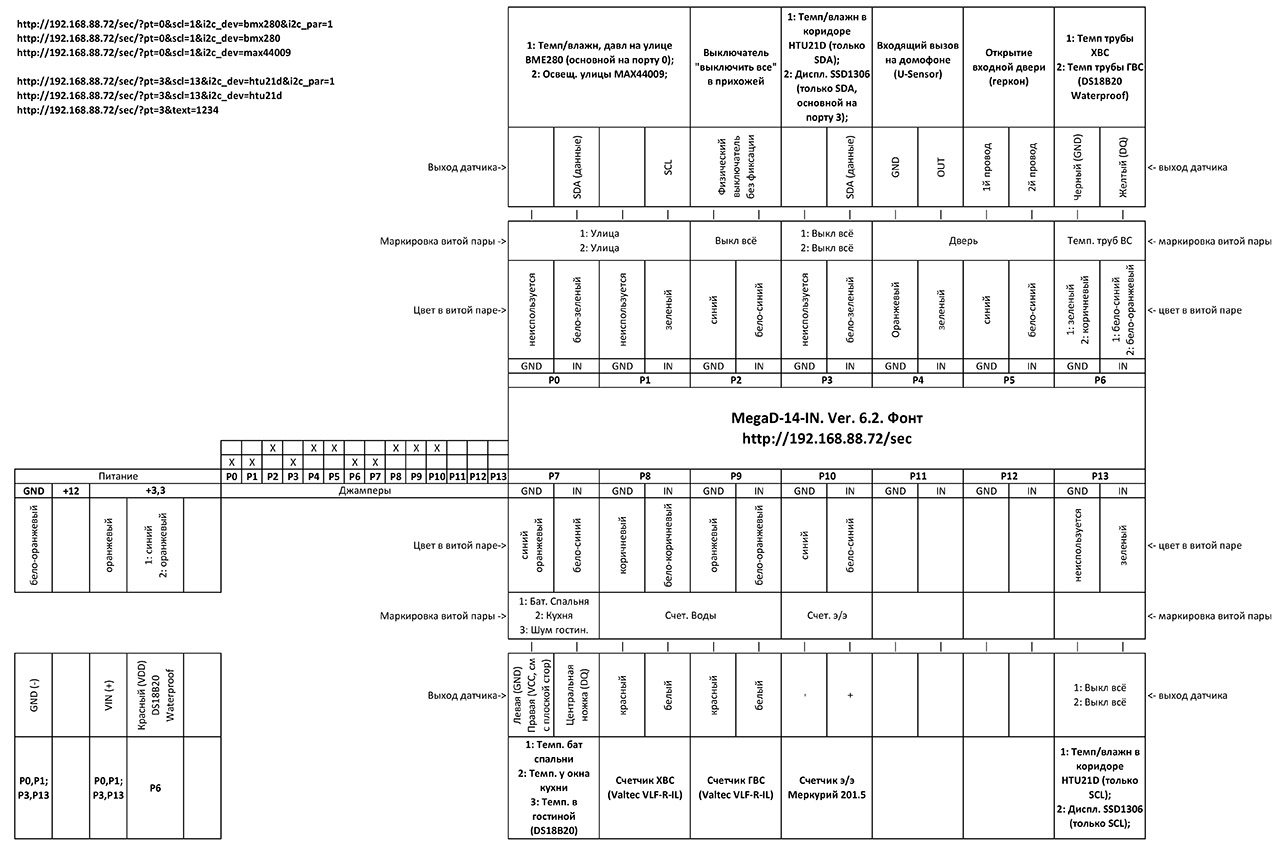 http://192.168.88.72/sec/?pt=0&scl=1&i2c_dev=bmx280&i2c_par=1
http://192.168.88.72/sec/?pt=0&scl=1&i2c_dev=bmx280
http://192.168.88.72/sec/?pt=0&scl=1&i2c_dev=max44009
http://192.168.88.72/sec/?pt=3&scl=13&i2c_dev=htu21d&i2c_par=1
http://192.168.88.72/sec/?pt=3&scl=13&i2c_dev=htu21d
http://192.168.88.72/sec/?pt=3&text=1234
1: Темп/влажн, давл на улице
BME280 (основной на порту 0);
2: Освещ. улицы MAX44009;
Выключатель
"выключить все"
в прихожей
1: Темп/влажн в
коридоре
HTU21D (только
SDA);
2: Диспл. SSD1306
(только SDA,
основной на
порту 3);
Входящий вызов
на домофоне
(U-Sensor)
Открытие
входной двери
(геркон)
1: Темп трубы
ХВС
2: Темп трубы ГВС
(DS18B20
Waterproof)
Выход датчика->
SDA (данные)
SCL
Физический
выключатель
без фиксации
SDA (данные)
GND
OUT
1й провод
2й провод
Черный (GND)
Желтый (DQ)
<- выход датчика
Маркировка витой пары ->
1: Улица
2: Улица
Выкл всё
1: Выкл всё
2: Выкл всё
Дверь
Темп. труб ВС
<- маркировка витой пары
Цвет в витой паре->
неиспользуется
бело-зеленый
неиспользуется
зеленый
синий
бело-синий
неиспользуется
бело-зеленый
Оранжевый
зеленый
синий
бело-синий
1: зеленый
2: коричневый
1: бело-синий
2: бело-оранжевый
<- цвет в витой паре
GND IN GND IN GND IN GND IN GND IN GND IN GND IN
P0 P1 P2 P3 P4 P5 P6
MegaD-14-IN. Ver. 6.2. Фонт
http://192.168.88.72/sec
X X X X X X
X X X X X
Питание
P0 P1 P2 P3 P4 P5 P6 P7 P8 P9 P10 P11 P12 P13
P7 P8 P9 P10 P11 P12 P13
GND +12 +3,3
Джамперы
GND IN GND IN GND IN GND IN GND IN GND IN GND IN
бело-оранжевый
оранжевый
1: синий
2: оранжевый
Цвет в витой паре->
синий
оранжевый
бело-синий
коричневый
бело-коричневый
оранжевый
бело-оранжевый
синий
бело-синий
неиспользуется
зеленый
<- цвет в витой паре
Маркировка витой пары ->
1: Бат. Спальня
2: Кухня
3: Шум гостин.
Счет. Воды
Счет. э/э
<- маркировка витой пары
GND (-)
VIN (+)
Красный (VDD)
DS18B20
Waterproof
Выход датчика->
Левая (GND)
Правая (VCC, см
с плоской стор)
Центральная
ножка (DQ)
красный
белый
красный
белый
-
+
1: Выкл всё
2: Выкл всё
<- выход датчика
P0,P1;
P3,P13
P0,P1;
P3,P13
P6
1: Темп. бат
спальни
2: Темп. у окна
кухни
3: Темп. в
гостиной
(DS18B20)
Счетчик ХВС
(Valtec VLF-R-IL)
Счетчик ГВС
(Valtec VLF-R-IL)
Счетчик э/э
Меркурий 201.5
1: Темп/влажн в
коридоре
HTU21D (только
SCL);
2: Диспл. SSD1306
(только SCL);